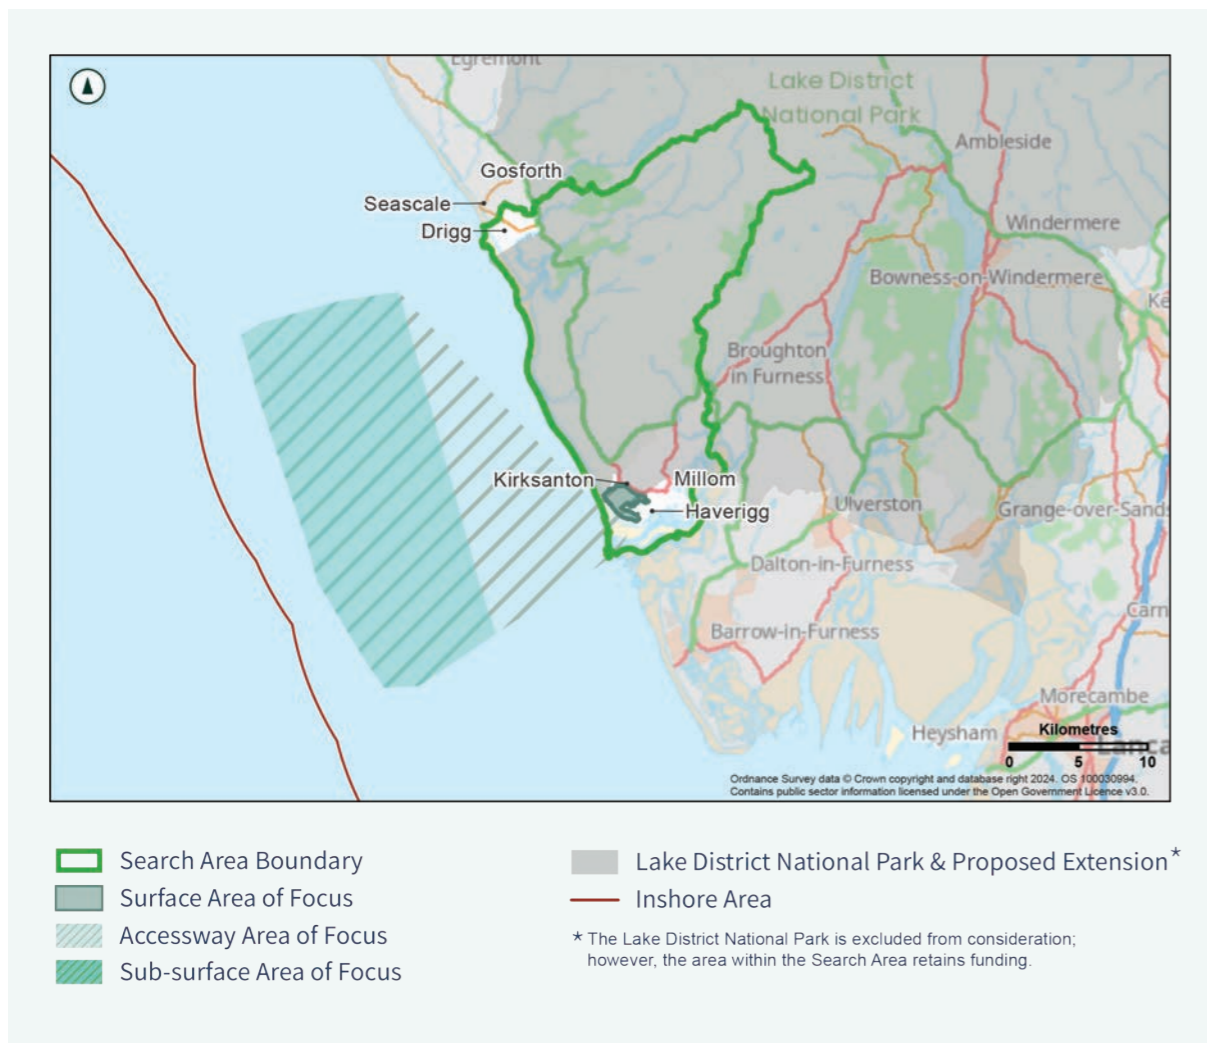 Egremont
Lake District
National Park
Ambleside
Gosforth
Seascale
Drigg
Windermere
Bowness-on-Windermere
Ke
Broughton
in Furness
Kirksanton
Millom
Haverigg
Ulverston
Grange-over-Sands
Dalton-in-Furness
Carn
Barrow-in-Furness
Morecambe
Heysham
Kilometres
Lanca
0 5 10
Ordnance Survey data © Crown copyright and database right 2024. OS 100030994.
Contains public sector information licensed under the Open Government Licence v3.0.
Search Area Boundary
Surface Area of Focus
Accessway Area of Focus
Sub-surface Area of Focus
Lake District National Park & Proposed Extension*
Inshore Area
* The Lake District National Park is excluded from consideration;
however, the area within the Search Area retains funding.